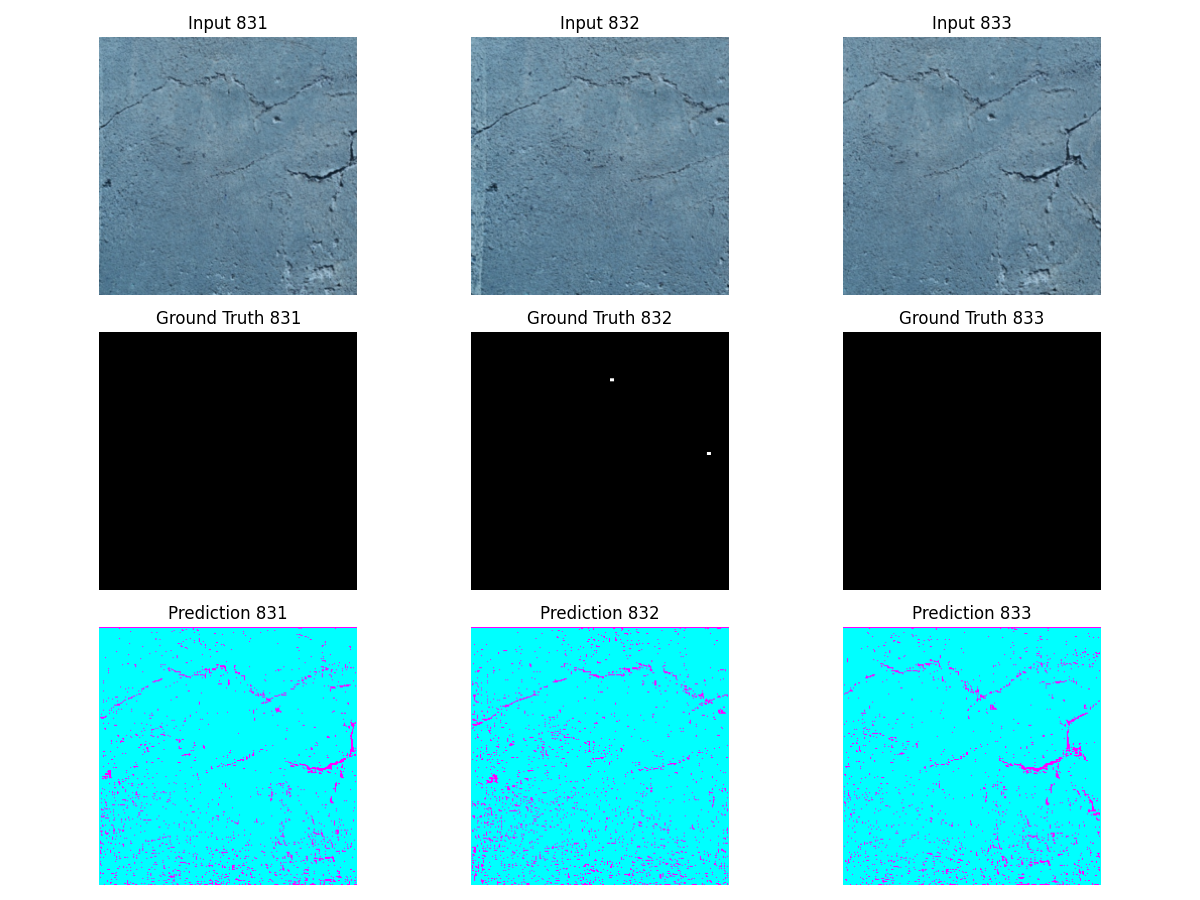 Input 831
Input 832
Input 833
Ground Truth 831
Ground Truth 832
Ground Truth 833
Prediction 831
Prediction 832
Prediction 833